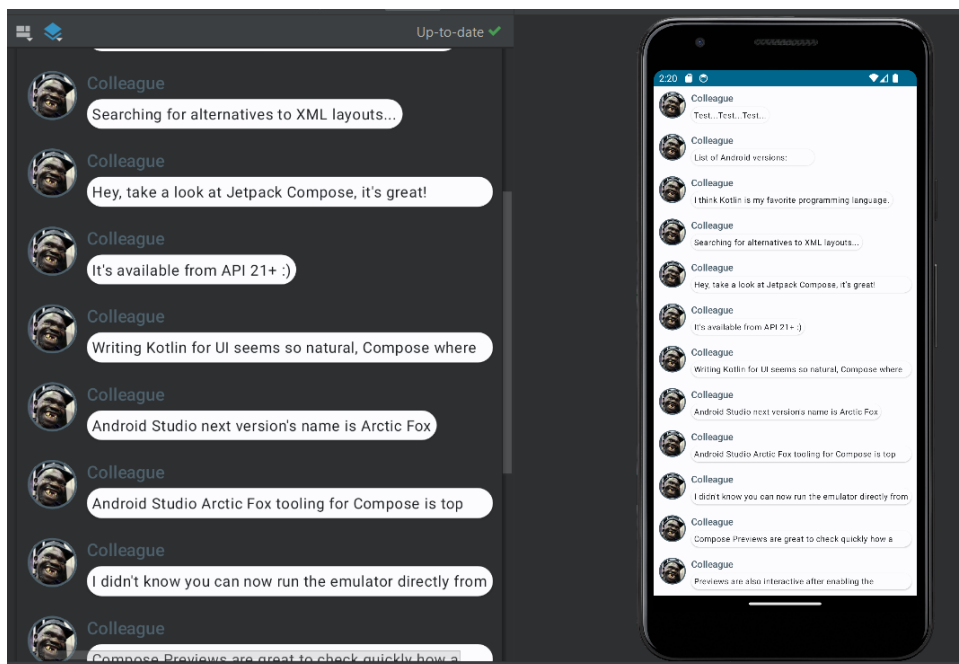 Up-to-date
Colleague
Searching for alternatives to XML layouts...
Colleague
Hey, take a look at Jetpack Compose, it's great!
Colleague
It's available from API 21+ :)
Colleague
Writing Kotlin for UI seems so natural, Compose where
Colleague
Android Studio next version's name is Arctic Fox
Colleague
Android Studio Arctic Fox tooling for Compose is top
Colleague
I didn't know you can now run the emulator directly from
Colleague
Compose Previews are great to check quickly how a
2:20
Colleague
Test...Test...Test...
Colleague
List of Android versions:
Colleague
I think Kotlin is my favorite programming language.
Colleague
Searching for alternatives to XML layouts...
Colleague
Hey, take a look at Jetpack Compose, it's great!
Colleague
It's available from API 21+ :)
Colleague
Writing Kotlin for UI seems so natural, Compose where
Colleague
Android Studio next version's name is Arctic Fox
Colleague
Android Studio Arctic Fox tooling for Compose is top
Colleague
I didn't know you can now run the emulator directly from
Colleague
Compose Previews are great to check quickly how a
Colleague
Previews are also interactive after enabling the